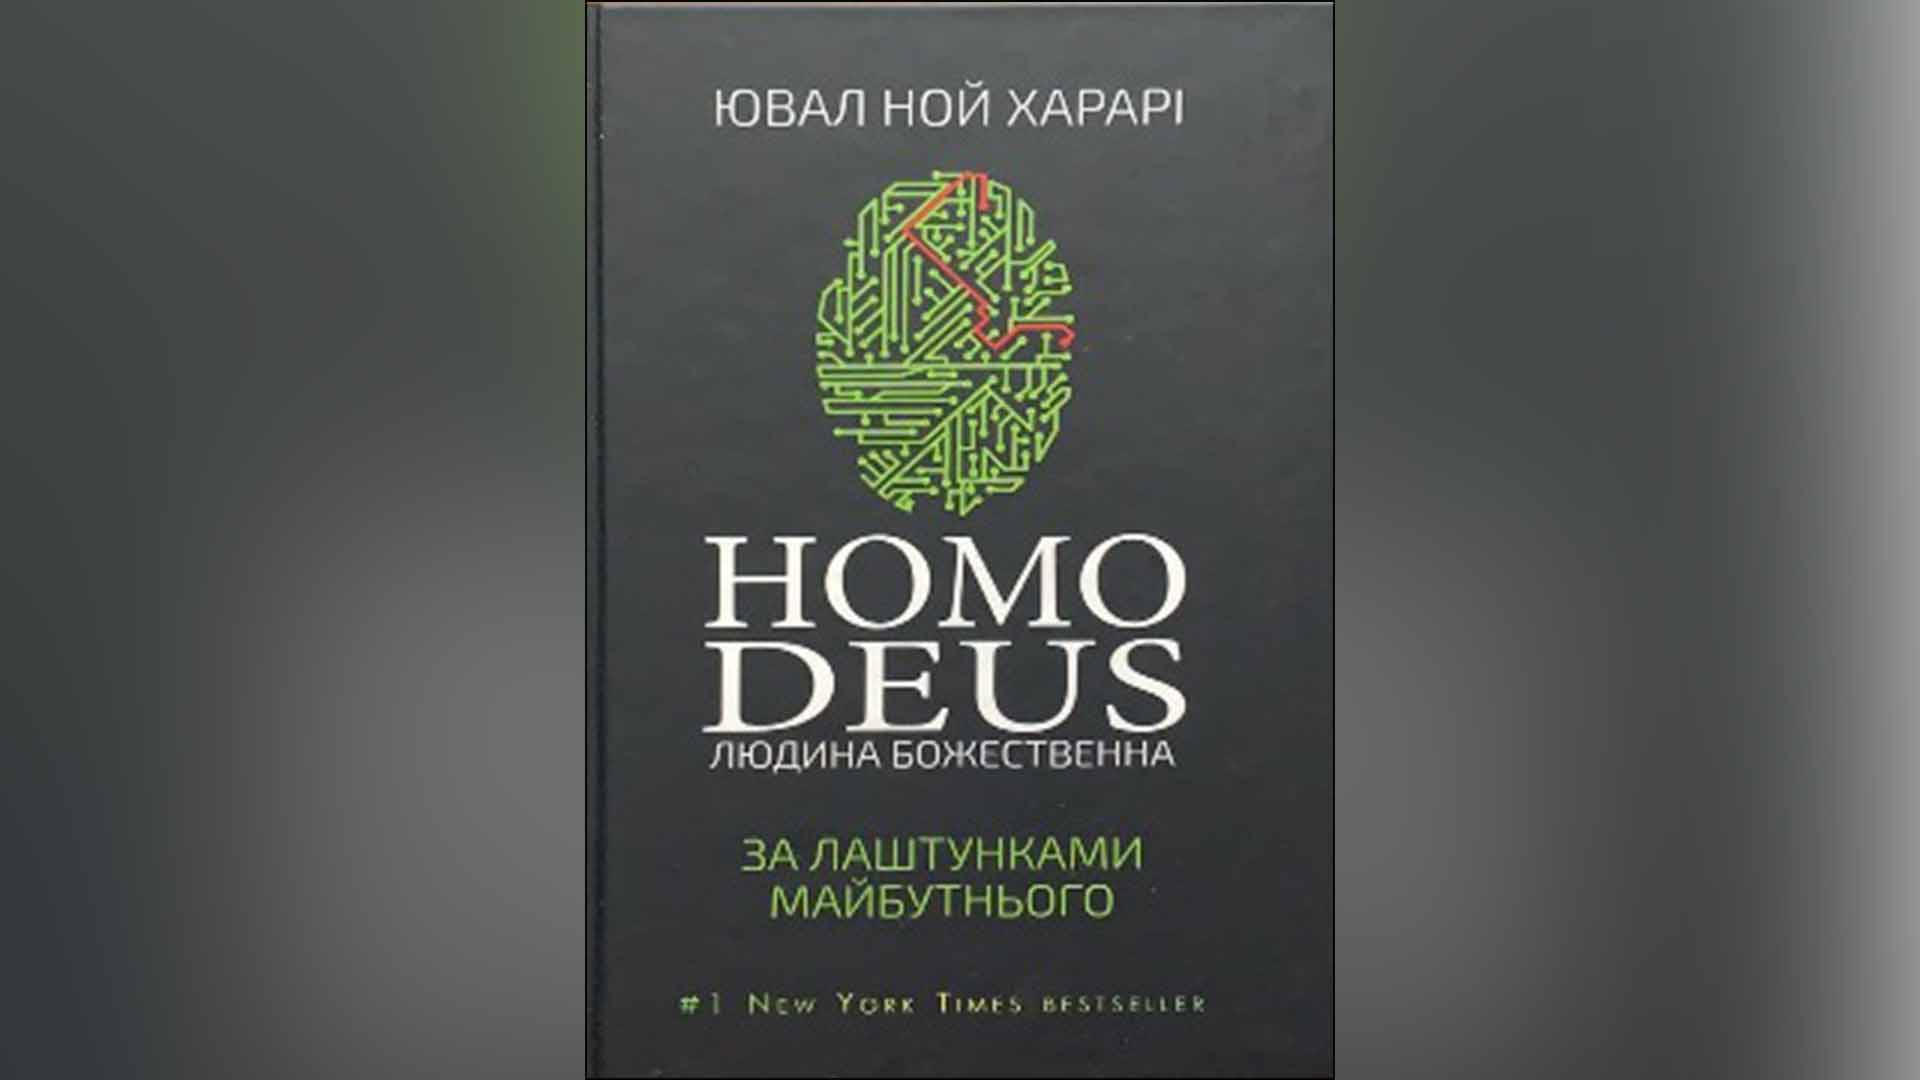 ЮВАЛ НОЙ ХАРАРІ
HOMO
DEUS
ЛЮДИНА БОЖЕСТВЕННА
ЗА ЛАШТУНКАМИ
МАЙБУТНЬОГО
#1 NEW YORK TIMES BESTSELLER